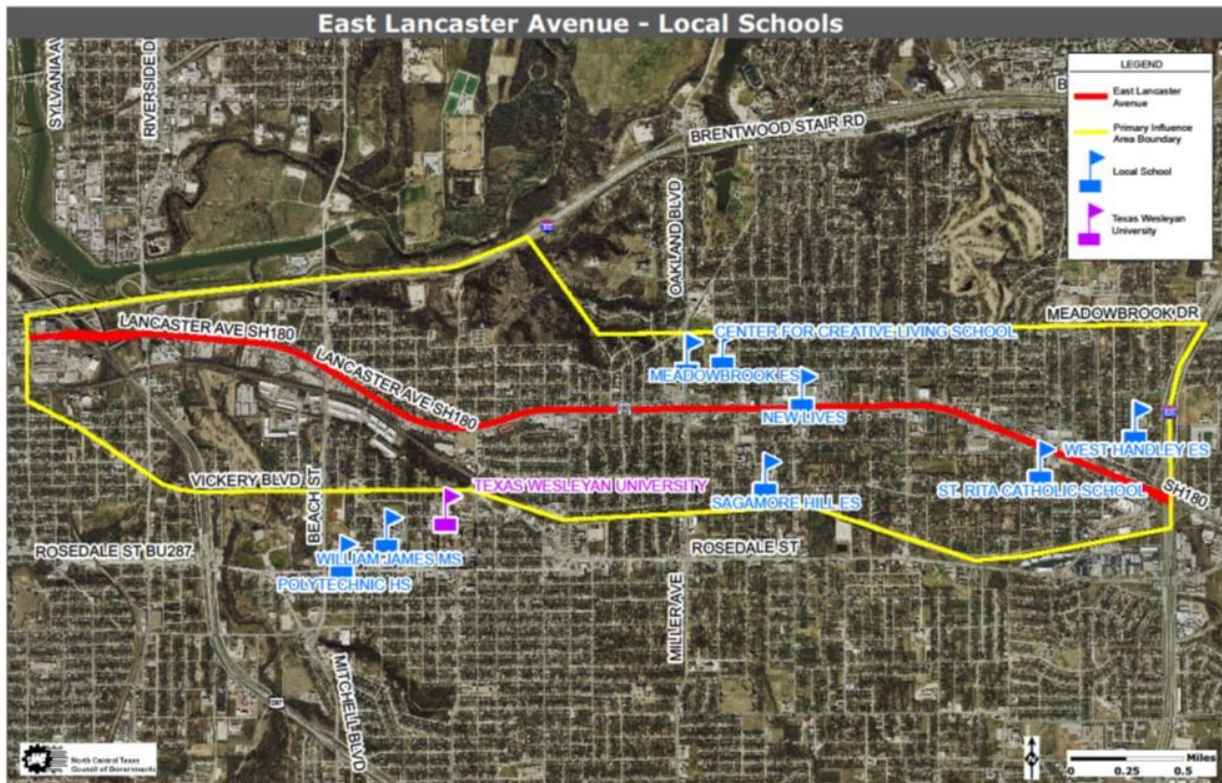 East Lancaster Avenue - Local Schools
LEGEND
East Lancaster
Avenue
Primary Influence
Area Boundary
Local School
Texas Wesleyan
University
SYLVANIA AV
RIVERSIDE D
BRENTWOOD STAIR RD
OAKLAND BLVD
MEADOWBROOK DR
LANCASTER AVE SH180
LANCASTER AVE SH180
CENTER FOR CREATIVE LIVING SCHOOL
MEADOWBROOK ES
NEW LIVES
WEST HANDLEY ES
ST. RITA CATHOLIC SCHOOL
SH180
VICKERY BLVD
BEACH ST
TEXAS WESLEYAN UNIVERSITY
SAGAMORE HILL ES
ROSEDALE ST BU287
WILLIAM JAMES MS
POLYTECHNIC HS
ROSEDALE ST
MILLER AVE
MITCHELL BLVD
North Central Texas
Council of Governments
N
Miles
0 0.25 0.5